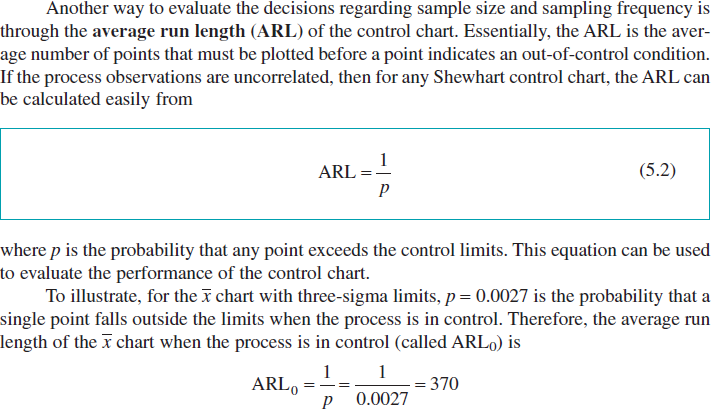 Another way to evaluate the decisions regarding sample size and sampling frequency is
through the average run length (ARL) of the control chart. Essentially, the ARL is the aver-
age number of points that must be plotted before a point indicates an out-of-control condition.
If the process observations are uncorrelated, then for any Shewhart control chart, the ARL can
be calculated easily from
ARL = 1/p (5.2)
where p is the probability that any point exceeds the control limits. This equation can be used
to evaluate the performance of the control chart.
To illustrate, for the x̅ chart with three-sigma limits, p = 0.0027 is the probability that a
single point falls outside the limits when the process is in control. Therefore, the average run
length of the x̅ chart when the process is in control (called ARL₀) is
ARL₀ = 1/p = 1/0.0027 = 370